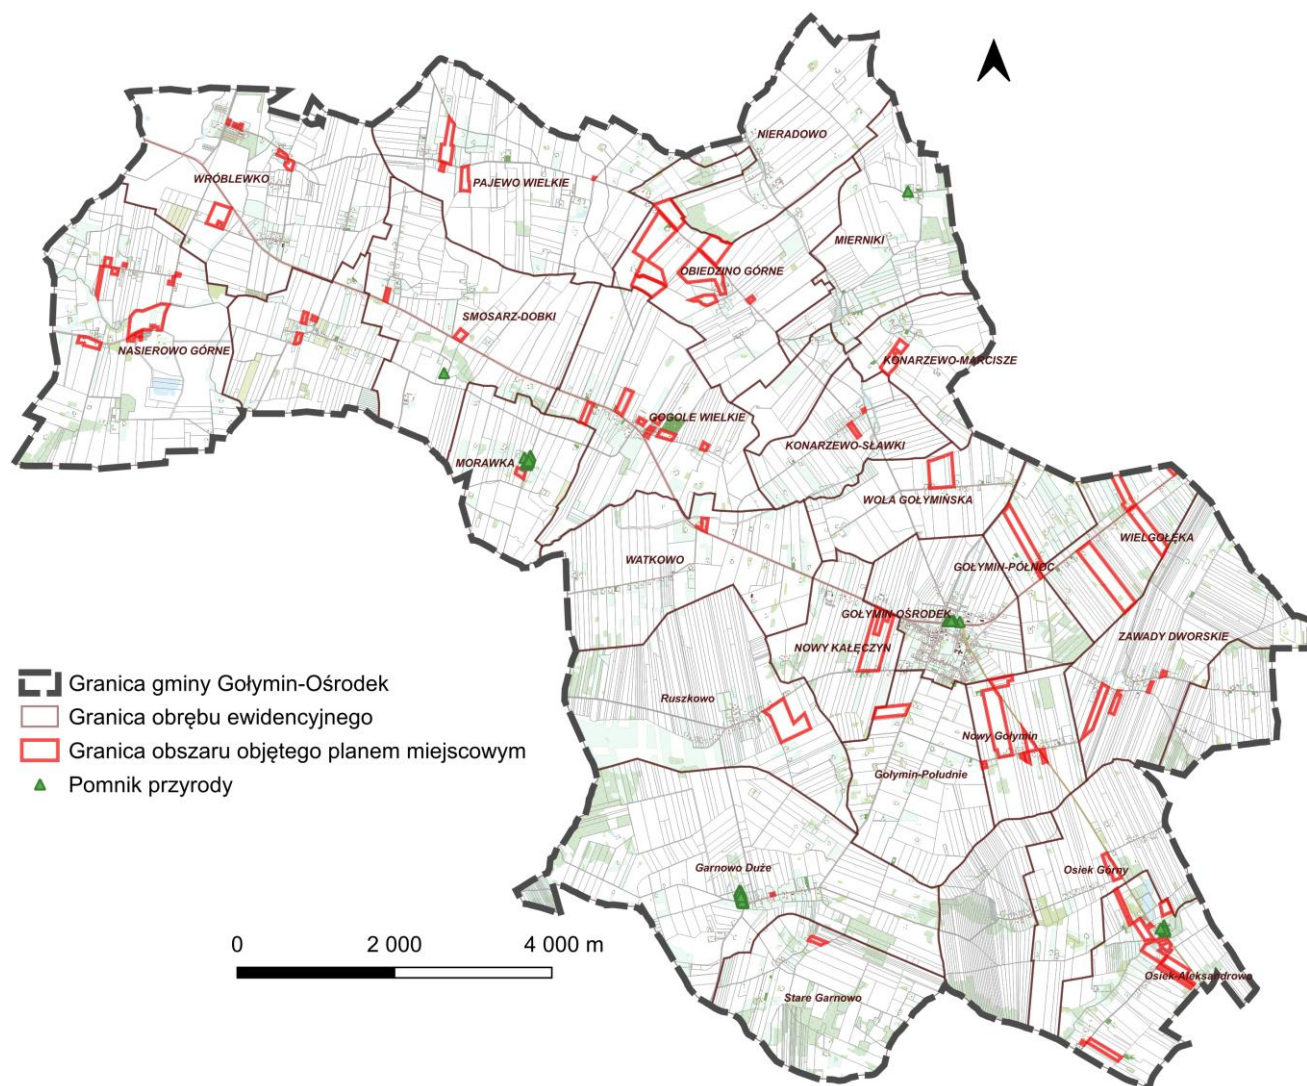 NIERADOWO
WRÓBLEWKO
PAJEWO WIELKIE
MIERNIKI
OBIEDZINO GÓRNE
SMOSARZ-DOBKI
NASIEROWO GÓRNE
KONARZEWO-MARCISZE
GOGOLE WIELKIE
KONARZEWO-SŁAWKI
MORAWKA
WOLA GOŁYMIŃSKA
WIELGOŁĘKA
WATKOWO
GOŁYMIN-PÓŁNOC
GOŁYMIN-OŚRODEK
ZAWADY DWORSKIE
NOWY KAŁĘCZYN
Granica gminy Gołymin-Ośrodek
Ruszkowo
Granica obrębu ewidencyjnego
Nowy Gołymin
Granica obszaru objętego planem miejscowym
Gołymin-Południe
Pomnik przyrody
Garnowo Duże
Osiek Górny
0 2 000 4 000 m
Osiek-Aleksandrowo
Stare Garnowo